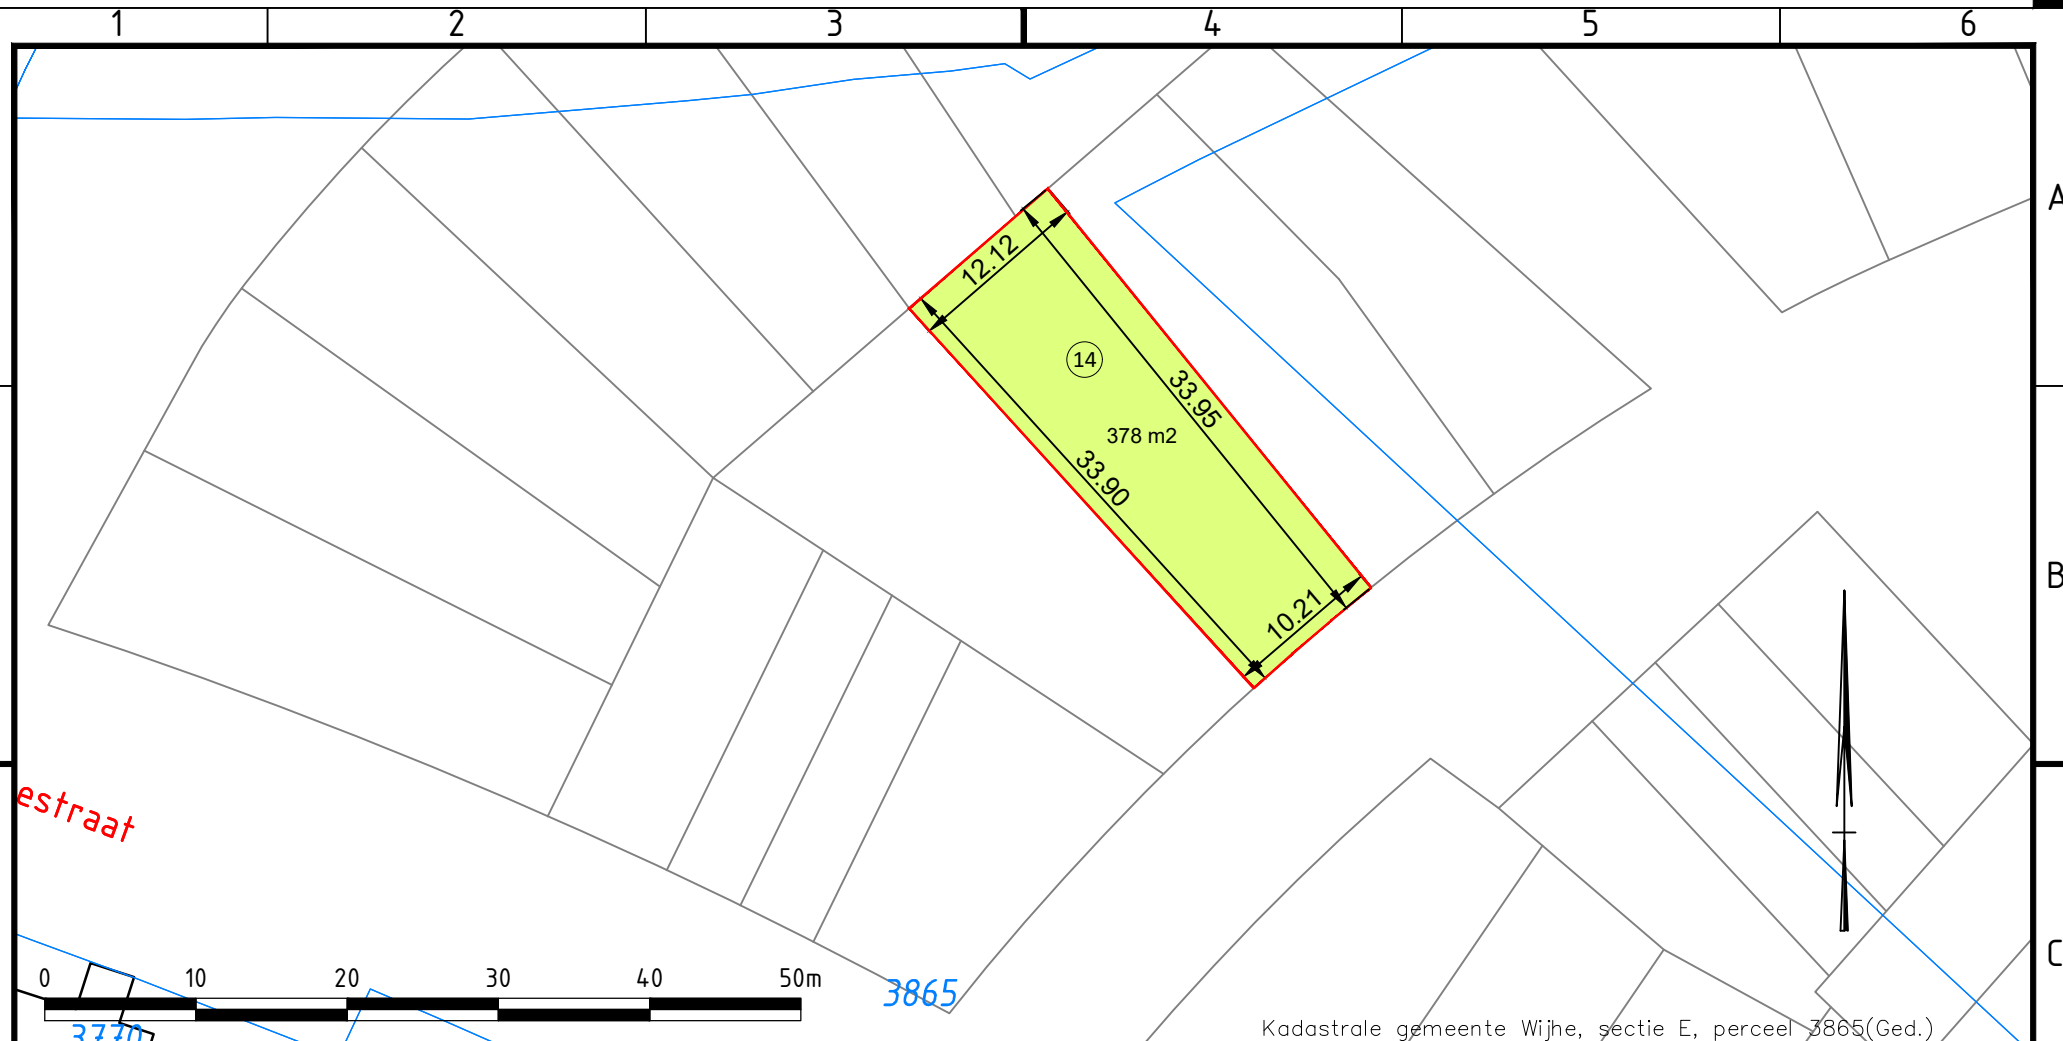 1 2 3 4 5 6
A
12.12
14
33.95
378 m2
33.90
B
10.21
estraat
C
0 10 20 30 40 50m
3865
3770
Kadastrale gemeente Wijhe, sectie E, perceel 3865(Ged.)